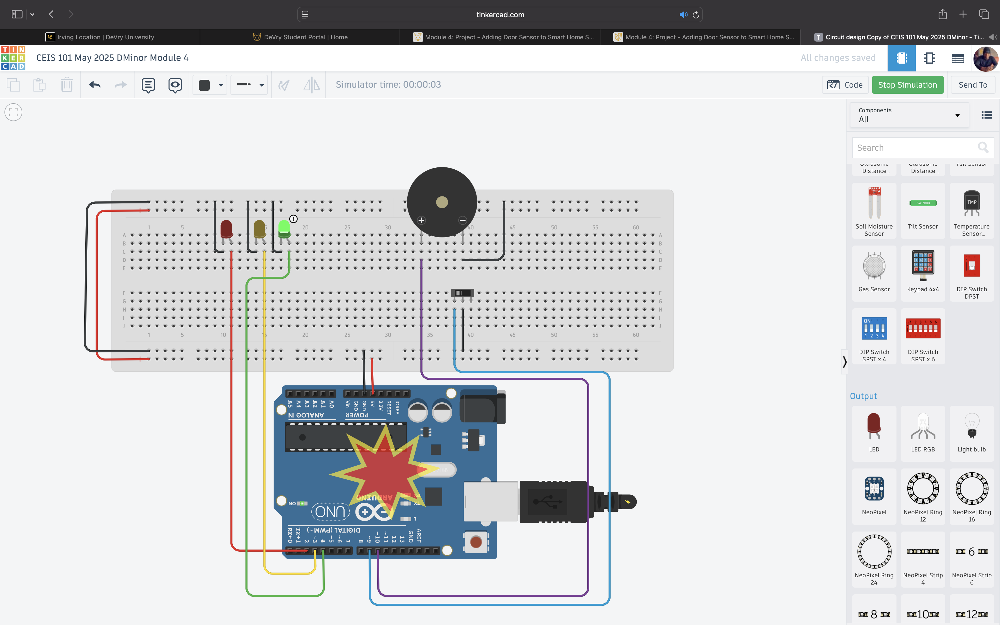 tinkercad.com
Irving Location | DeVry University
DeVry Student Portal | Home
Module 4: Project - Adding Door Sensor to Smart Home S...
Module 4: Project - Adding Door Sensor to Smart Home S...
T Circuit design Copy of CEIS 101 May 2025 DMinor - Ti...
TIN
KER
CAD
CEIS 101 May 2025 DMinor Module 4
All changes saved
Simulator time: 00:00:03
Code
Stop Simulation
Send To
Components
All
Search
Ultrasonic Distance...
Ultrasonic Distance...
PIR Sensor
TMP
SW 200D
Soil Moisture Sensor
Tilt Sensor
Temperature Sensor...
Gas Sensor
Keypad 4x4
DIP Switch DPST
ON
1 2 3 4
1 2 3 4 5 6
DIP Switch SPST x 4
DIP Switch SPST x 6
Output
LED
LED RGB
Light bulb
NeoPixel
NeoPixel Ring 12
NeoPixel Ring 16
6
NeoPixel Ring 24
NeoPixel Strip 4
NeoPixel Strip 6
8
10
12
+ −
!
1 5 20 25 30 40 45 50 55 60
A A
B B
C C
D D
E E
F F
G G
H H
I I
J J
1 5 10 15 20 25 30 35 40 45 50 55 60
A5 A4 A3 A2 A1 A0 Vin GND GND 5V 3.3V RESET IOREF
ANALOG IN POWER
ARDUINO
RX
TX
L
ON
UNO
DIGITAL (PWM ~)
RX←0 TX→1 2 ~3 4 ~5 ~6 7 8 ~9 ~10 ~11 12 13 GND AREF